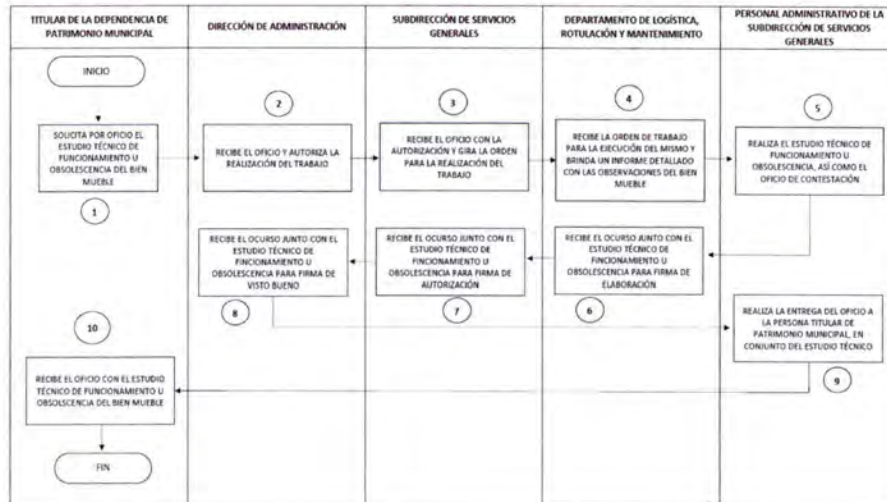 TITULAR DE LA DEPENDENCIA DE
PATRIMONIO MUNICIPAL
DIRECCIÓN DE ADMINISTRACIÓN
SUBDIRECCIÓN DE SERVICIOS
GENERALES
DEPARTAMENTO DE LOGÍSTICA,
ROTULACIÓN Y MANTENIMIENTO
PERSONAL ADMINISTRATIVO DE LA
SUBDIRECCIÓN DE SERVICIOS
GENERALES
INICIO
SOLICITA POR OFICIO EL
ESTUDIO TÉCNICO DE
FUNCIONAMIENTO U
OBSOLESCENCIA DEL BIEN
MUEBLE
1
2
RECIBE EL OFICIO Y AUTORIZA LA
REALIZACIÓN DEL TRABAJO
3
RECIBE EL OFICIO CON LA
AUTORIZACIÓN Y GIRA LA ORDEN
PARA LA REALIZACIÓN DEL
TRABAJO
4
RECIBE LA ORDEN DE TRABAJO
PARA LA EJECUCIÓN DEL MISMO Y
BRINDA UN INFORME DETALLADO
CON LAS OBSERVACIONES DEL BIEN
MUEBLE
5
REALIZA EL ESTUDIO TÉCNICO DE
FUNCIONAMIENTO U
OBSOLESCENCIA, ASÍ COMO EL
OFICIO DE CONTESTACIÓN
RECIBE EL OCURSO JUNTO CON EL
ESTUDIO TÉCNICO DE
FINCIONAMIENTO U
OBSOLESCENCIA PARA FIRMA DE
ELABORACIÓN
6
RECIBE EL OCURSO JUNTO CON EL
ESTUDIO TÉCNICO DE
FINCIONAMIENTO U
OBSOLESCENCIA PARA FIRMA DE
AUTORIZACIÓN
7
RECIBE EL OCURSO JUNTO CON EL
ESTUDIO TÉCNICO DE
FINCIONAMIENTO U
OBSOLESCENCIA PARA FIRMA DE
VISTO BUENO
8
REALIZA LA ENTREGA DEL OFICIO A
LA PERSONA TITULAR DE
PATRIMONIO MUNICIPAL, EN
CONJUNTO DEL ESTUDIO TÉCNICO
9
10
RECIBE EL OFICIO CON EL ESTUDIO
TÉCNICO DE FUNCIONAMIENTO U
OBSOLSCENCIA DEL BIEN MUEBLE
FIN